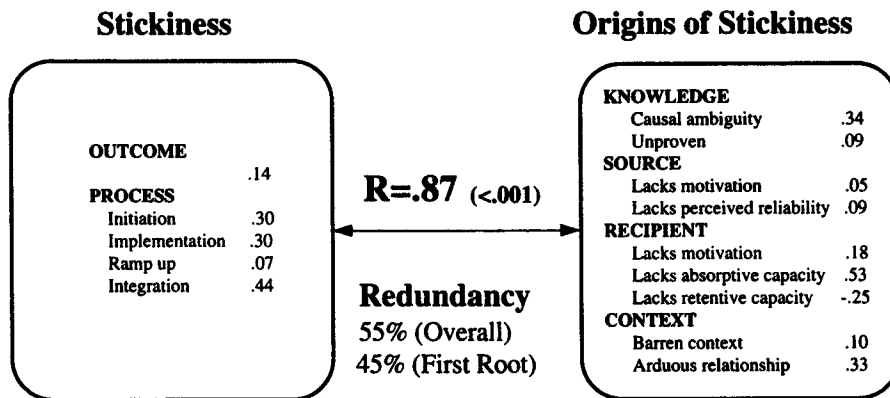 Stickiness
Origins of Stickiness
OUTCOME
.14
PROCESS
Initiation .30
Implementation .30
Ramp up .07
Integration .44
R=.87 (<.001)
Redundancy
55% (Overall)
45% (First Root)
KNOWLEDGE
Causal ambiguity .34
Unproven .09
SOURCE
Lacks motivation .05
Lacks perceived reliability .09
RECIPIENT
Lacks motivation .18
Lacks absorptive capacity .53
Lacks retentive capacity -.25
CONTEXT
Barren context .10
Arduous relationship .33